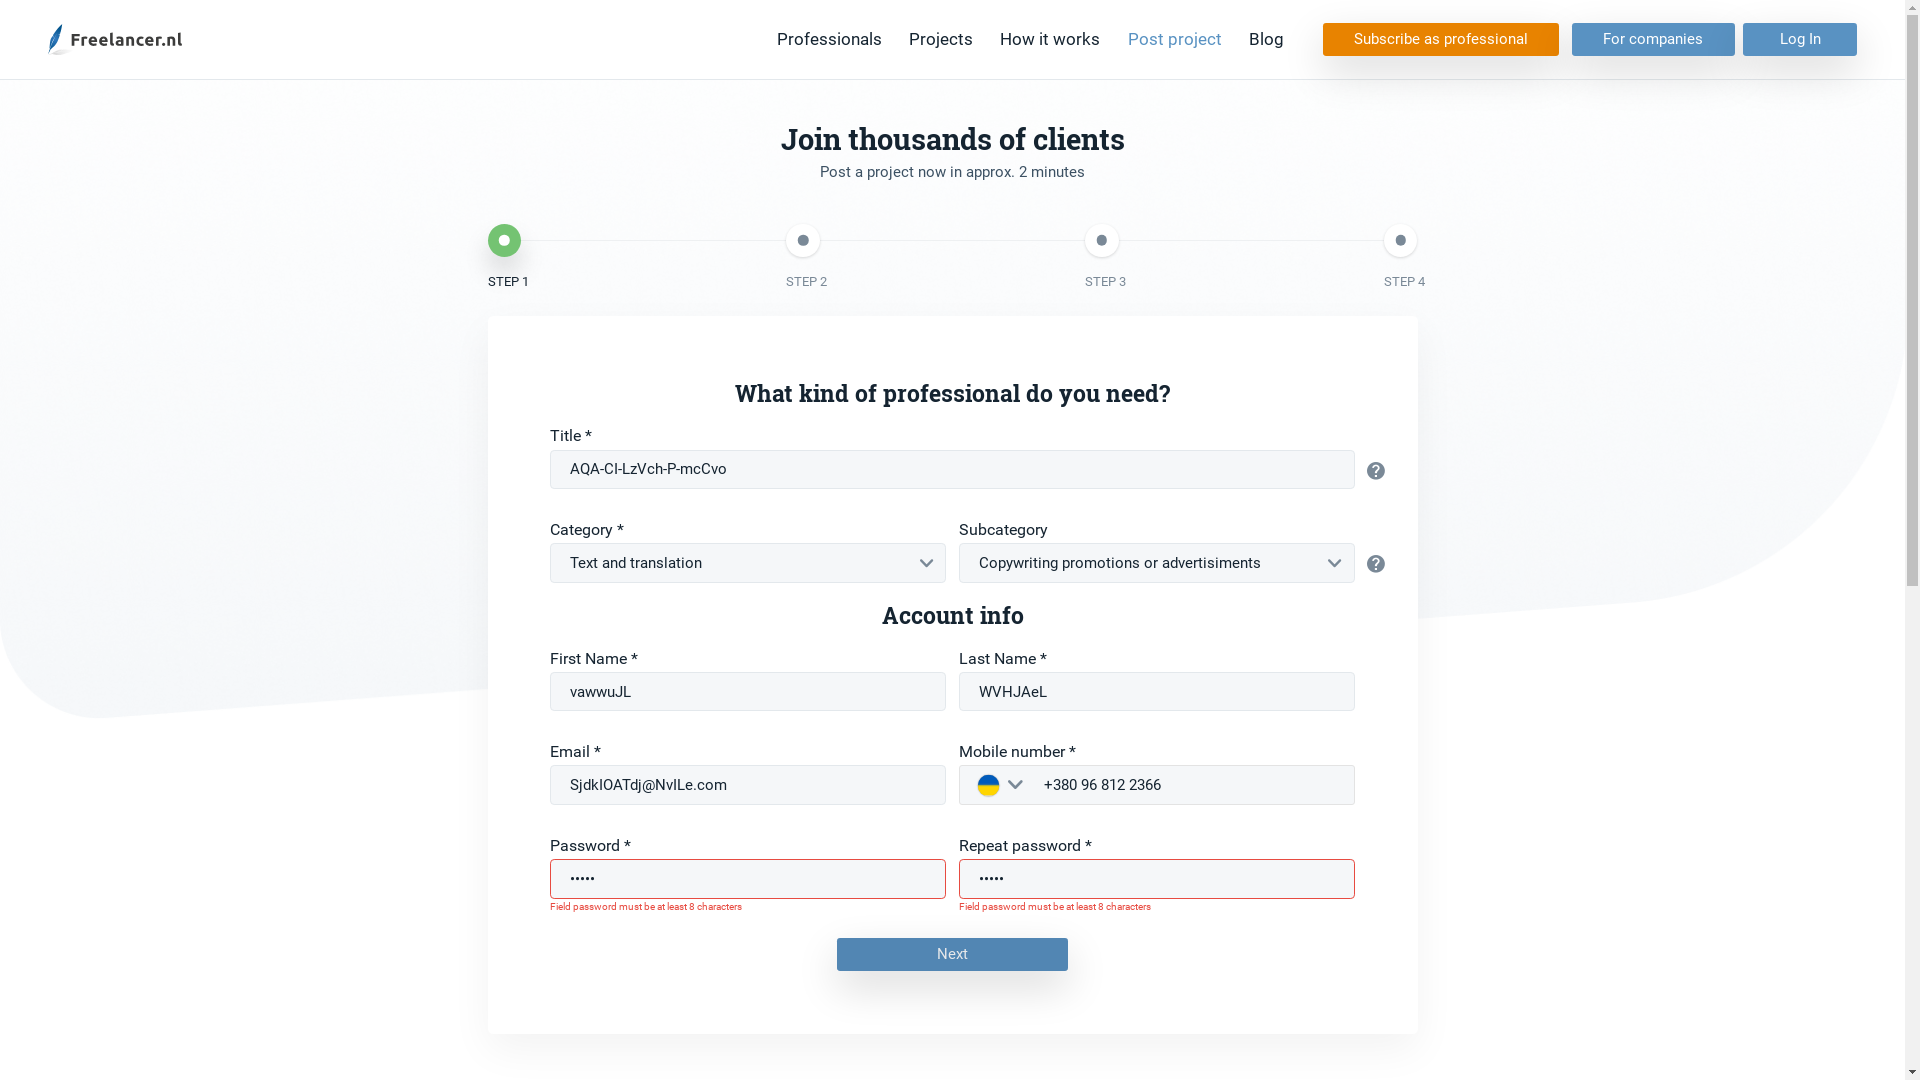 Freelancer.nl
Professionals Projects How it works Post project Blog Subscribe as professional For companies Log In
Join thousands of clients
Post a project now in approx. 2 minutes
STEP 1 STEP 2 STEP 3 STEP 4
What kind of professional do you need?
Title *
AQA-CI-LzVch-P-mcCvo
Category * Subcategory
Text and translation Copywriting promotions or advertisiments
Account info
First Name * Last Name *
vawwuJL WVHJAeL
Email * Mobile number *
SjdkIOATdj@NvILe.com +380 96 812 2366
Password * Repeat password *
••••• •••••
Field password must be at least 8 characters Field password must be at least 8 characters
Next